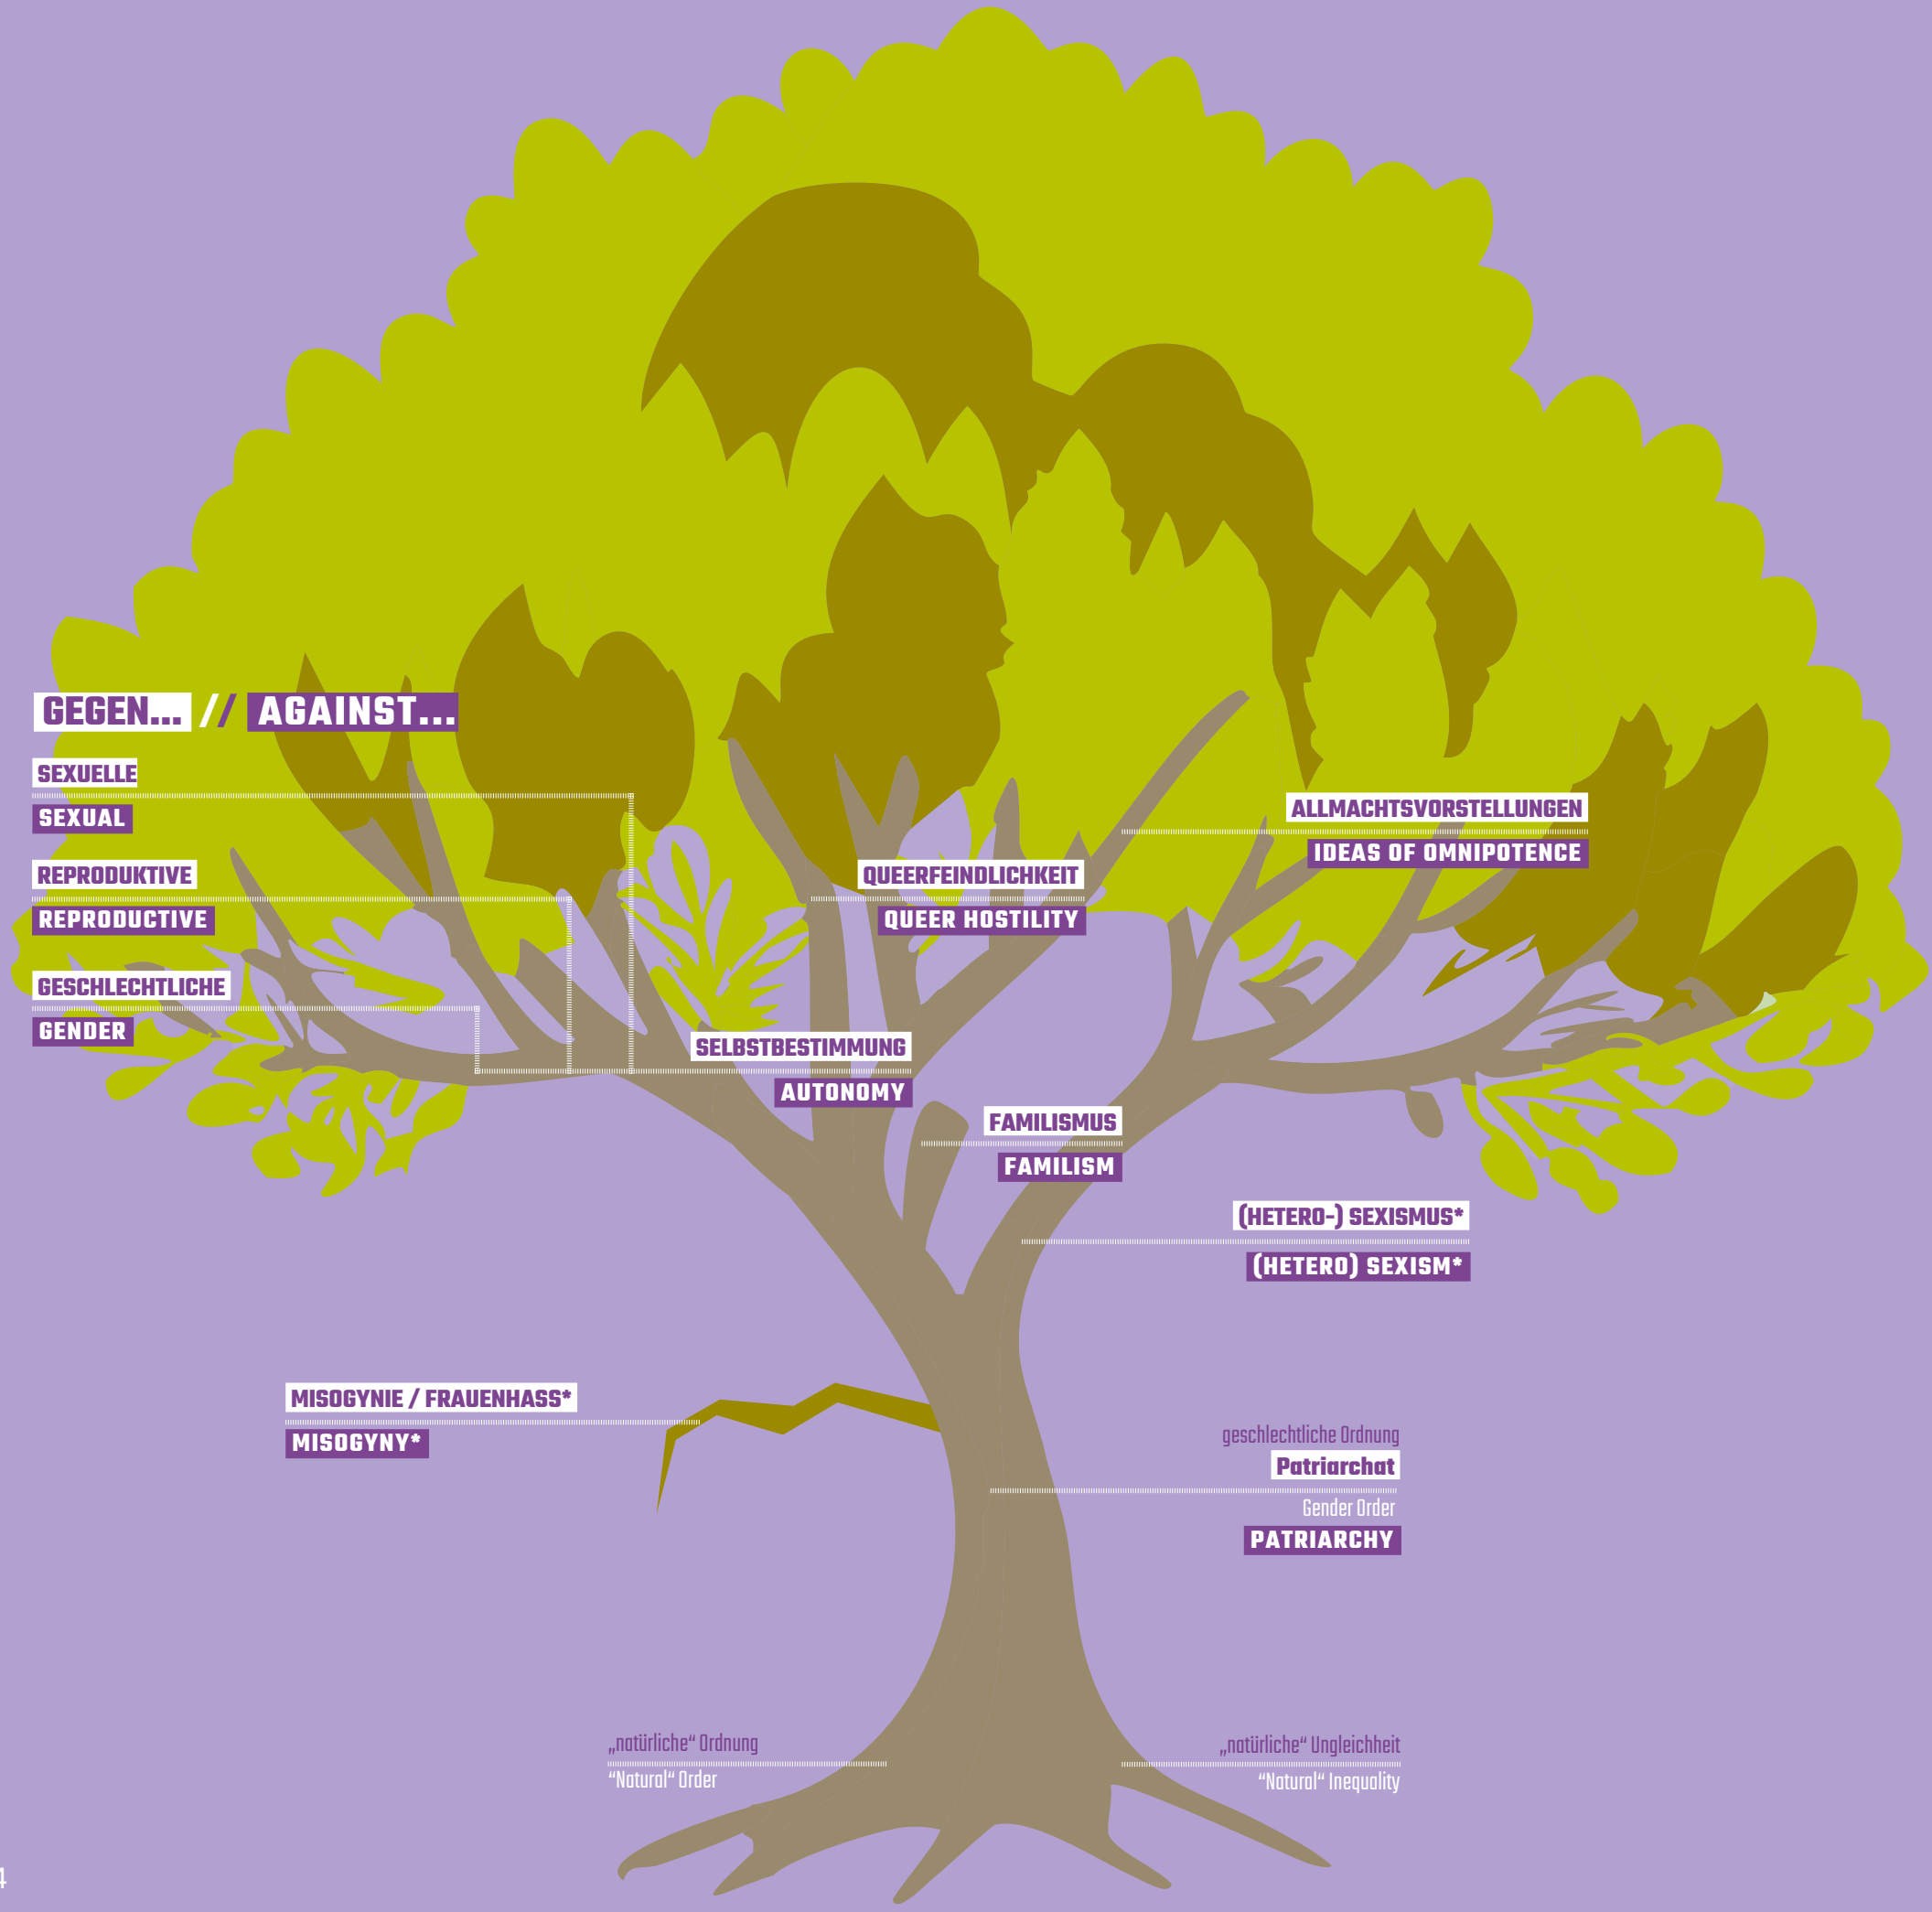 GEGEN... // AGAINST...
SEXUELLE
SEXUAL
REPRODUKTIVE
REPRODUCTIVE
GESCHLECHTLICHE
GENDER
SELBSTBESTIMMUNG
AUTONOMY
QUEERFEINDLICHKEIT
QUEER HOSTILITY
ALLMACHTSVORSTELLUNGEN
IDEAS OF OMNIPOTENCE
FAMILISMUS
FAMILISM
(HETERO-) SEXISMUS*
(HETERO) SEXISM*
MISOGYNIE / FRAUENHASS*
MISOGYNY*
geschlechtliche Ordnung
Patriarchat
Gender Order
PATRIARCHY
„natürliche“ Ordnung
“Natural“ Order
„natürliche“ Ungleichheit
“Natural“ Inequality
4